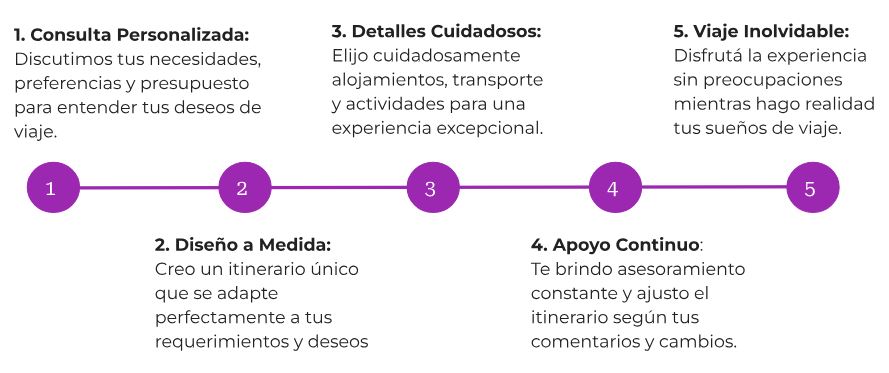 1. Consulta Personalizada:
Discutimos tus necesidades,
preferencias y presupuesto
para entender tus deseos de
viaje.
3. Detalles Cuidadosos:
Elijo cuidadosamente
alojamientos, transporte
y actividades para una
experiencia excepcional.
5. Viaje Inolvidable:
Disfrutá la experiencia
sin preocupaciones
mientras hago realidad
tus sueños de viaje.
1
2
3
4
5
2. Diseño a Medida:
Creo un itinerario único
que se adapte
perfectamente a tus
requerimientos y deseos
4. Apoyo Continuo:
Te brindo asesoramiento
constante y ajusto el
itinerario según tus
comentarios y cambios.